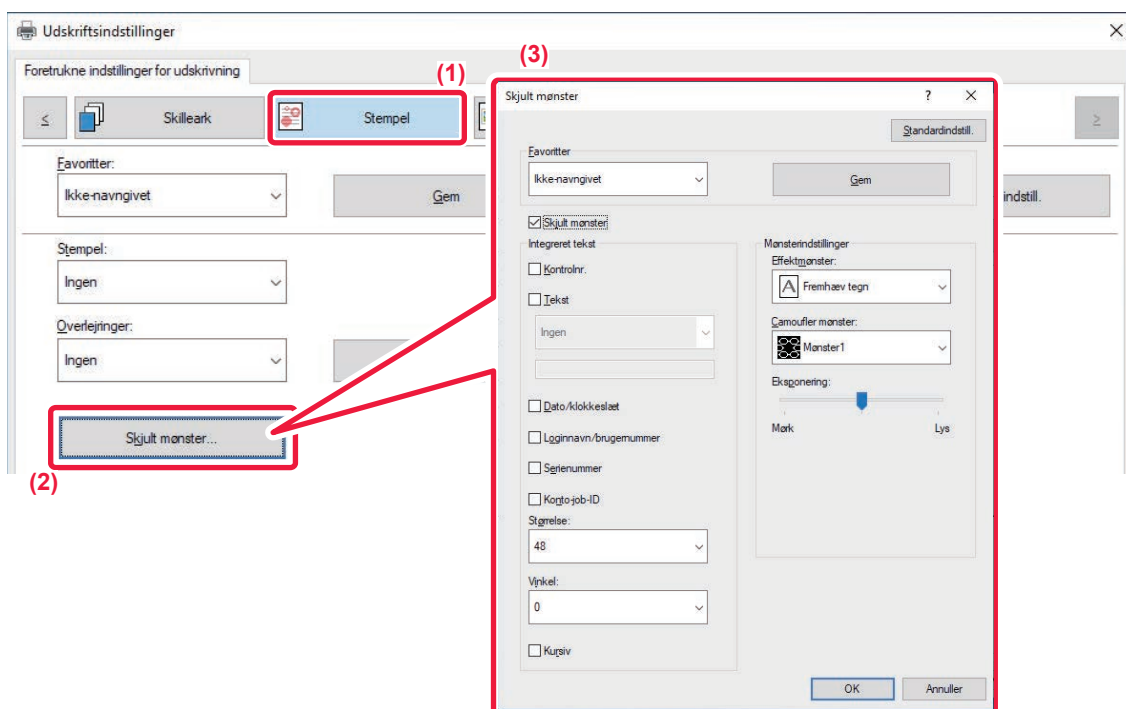 Udskriftsindstillinger
Foretrukne indstillinger for udskrivning
(1)
(3)
<
Skilleark
Stempel
>
Favoritter:
Ikke-navngivet
Gem
indstill.
Stempel:
Ingen
Overlejringer:
Ingen
Skjult mønster...
(2)
Skjult mønster
?
Standardindstill.
Favoritter
Ikke-navngivet
Gem
Skjult mønster
Integreret tekst
Kontrolnr.
Tekst
Ingen
Dato/klokkeslæt
Loginnavn/brugernummer
Serienummer
Konto-job-ID
Størrelse:
48
Vinkel:
0
Kursiv
Mønsterindstillinger
Effektmønster:
A Fremhæv tegn
Camoufler mønster:
Mønster1
Eksponering:
Mørk
Lys
OK
Annuller